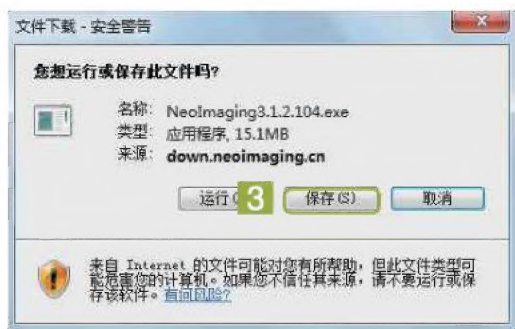 文件下载 - 安全警告
您想运行或保存此文件吗?
名称: NeoImaging3.1.2.104.exe
类型: 应用程序, 15.1MB
来源: down.neoimaging.cn
运行( 3 保存(S) 取消
来自 Internet 的文件可能对您有所帮助，但此文件类型可
能危害您的计算机。如果您不信任其来源，请不要运行或保
存该软件。有何风险?